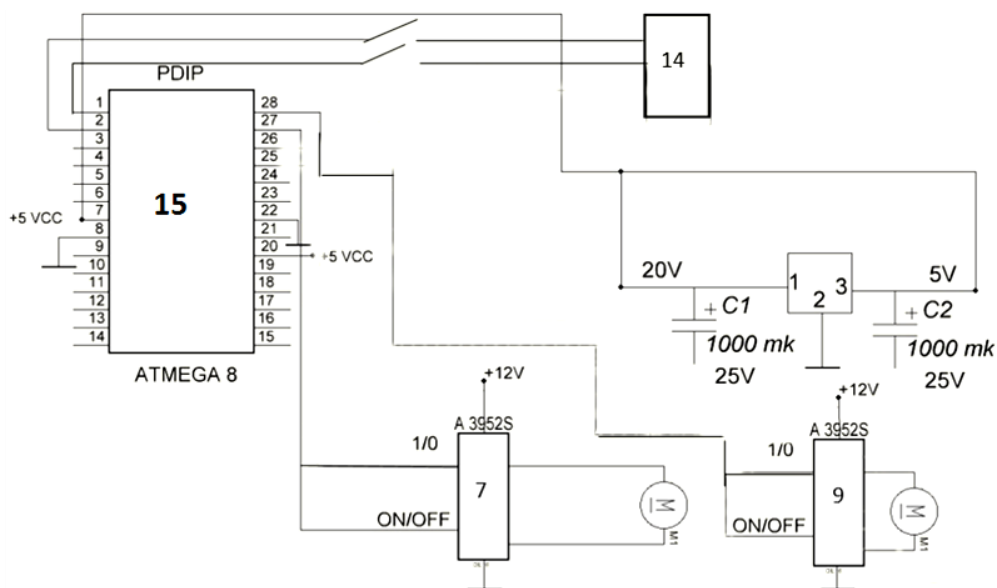 14
PDIP
1 28
2 27
3 26
4 25
5 24
6 23
7 22
8 21
9 20
10 19
11 18
12 17
13 16
14 15
15
+5 VCC
+5 VCC
ATMEGA 8
20V
1 2 3
5V
+ C1
1000 mk
25V
+ C2
1000 mk
25V
+12V
A 3952S
1/0
7
ON/OFF
M
M1
+12V
A 3952S
1/0
9
ON/OFF
M
M1